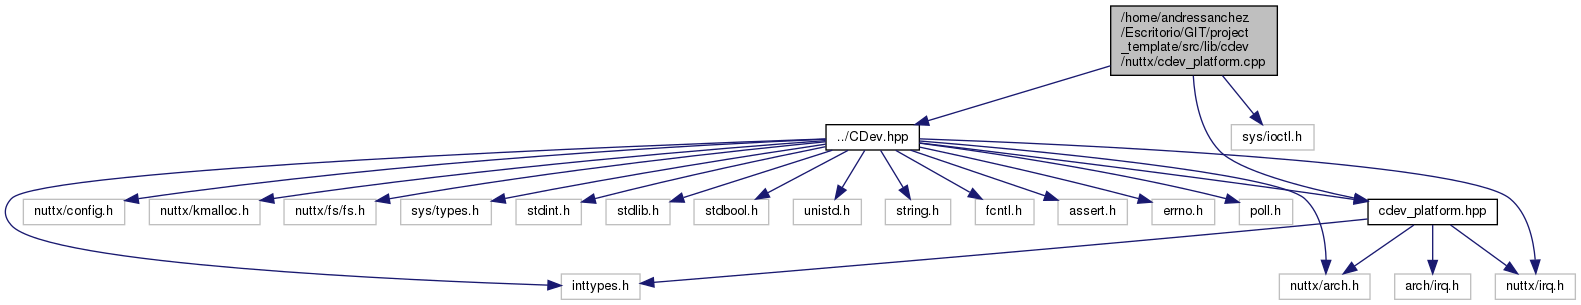 /home/andressanchez
/Escritorio/GIT/project
_template/src/lib/cdev
/nuttx/cdev_platform.cpp
../CDev.hpp
sys/ioctl.h
nuttx/config.h
nuttx/kmalloc.h
nuttx/fs/fs.h
sys/types.h
stdint.h
stdlib.h
stdbool.h
unistd.h
string.h
fcntl.h
assert.h
errno.h
poll.h
cdev_platform.hpp
inttypes.h
nuttx/arch.h
arch/irq.h
nuttx/irq.h